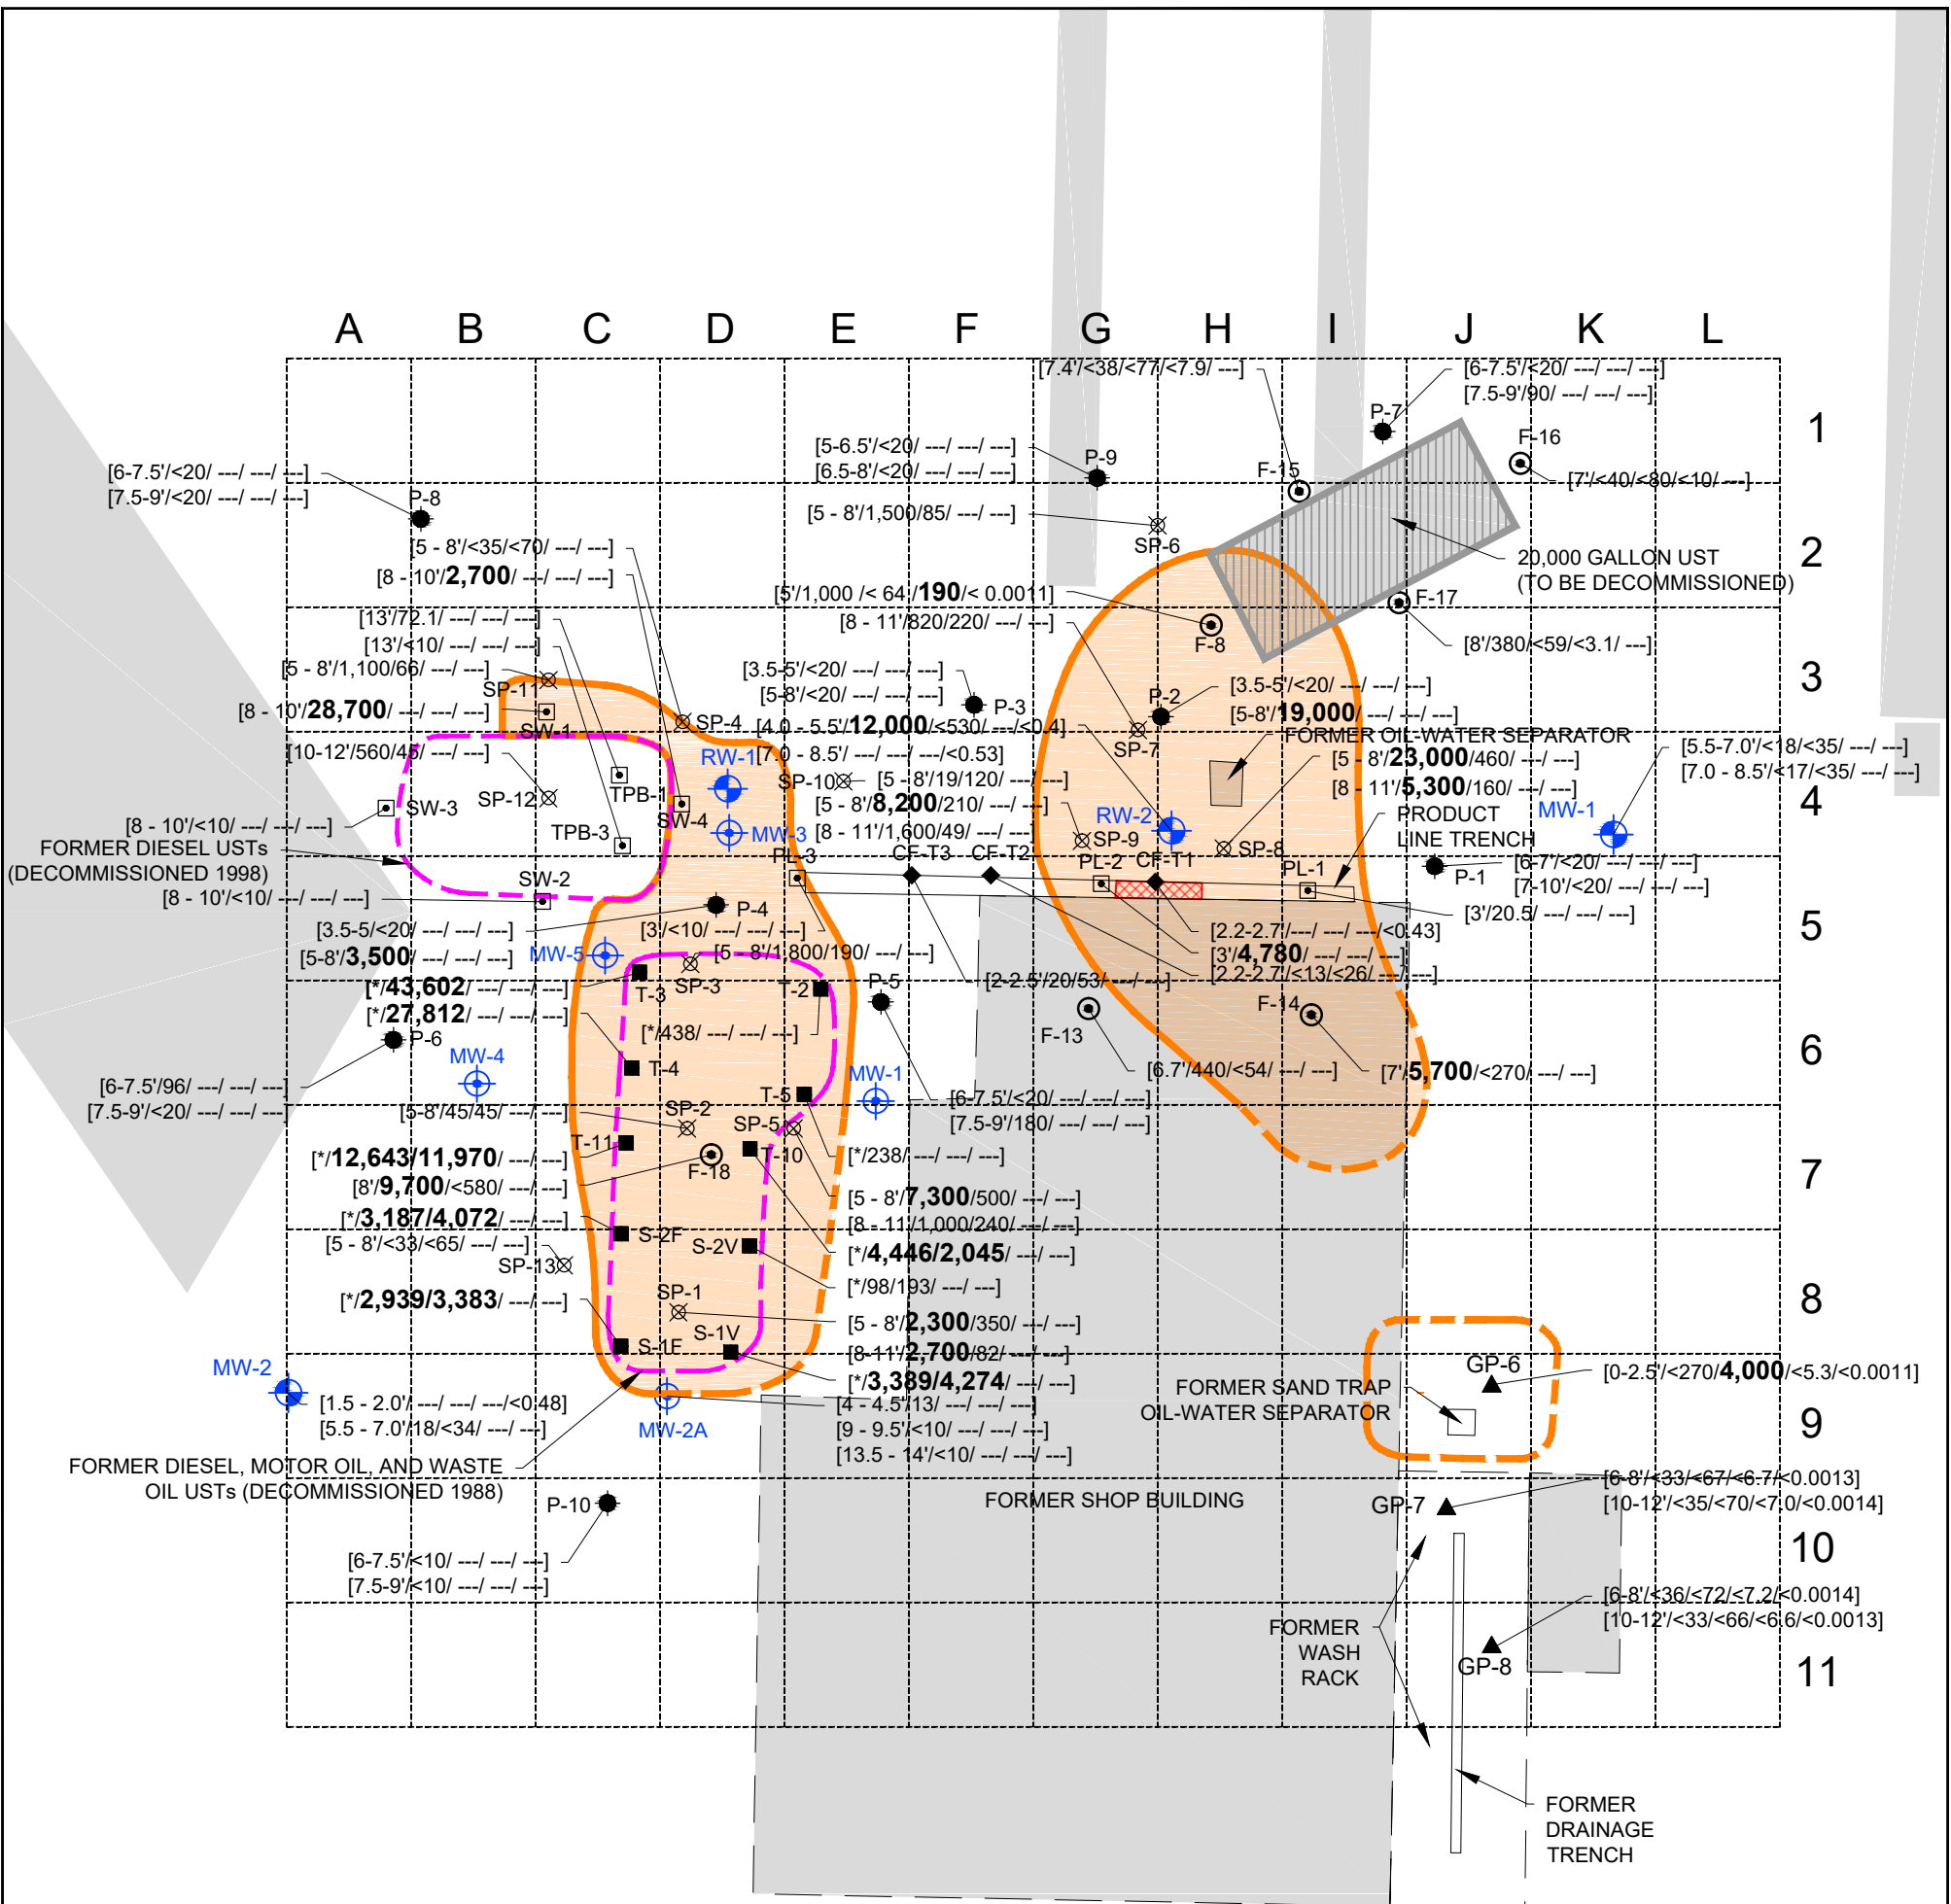 A B C D E F G H I J K L
[7.4'/<38/<77/<7.9/ ---]
[6-7.5'/<20/ ---/ ---/ ---]
[7.5-9'/90/ ---/ ---/ ---]
P-7
1
F-16
[7'/<40/<80/<10/ ---]
[5-6.5'/<20/ ---/ ---/ ---]
[6.5-8'/<20/ ---/ ---/ ---]
P-9
F-15
[6-7.5'/<20/ ---/ ---/ ---]
[7.5-9'/<20/ ---/ ---/ ---]
P-8
[5 - 8'/1,500/85/ ---/ ---]
SP-6
2
20,000 GALLON UST
(TO BE DECOMMISSIONED)
[5 - 8'/<35/<70/ ---/ ---]
[8 - 10'/2,700/ ---/ ---/ ---]
[5'/1,000 /< 64 /190/< 0.0011]
F-17
[13'/72.1/ ---/ ---/ ---]
[13'/<10/ ---/ ---/ ---]
[8 - 11'/820/220/ ---/ ---]
F-8
[8'/380/<59/<3.1/ ---]
[5 - 8'/1,100/66/ ---/ ---]
SP-11
[3.5-5'/<20/ ---/ ---/ ---]
[5-8'/<20/ ---/ ---/ ---]
P-3
P-2
[3.5-5'/<20/ ---/ ---/ ---]
[5-8'/19,000/ ---/ ---/ ---]
3
[8 - 10'/28,700/ ---/ ---/ ---]
SW-1
SP-4
[4.0 - 5.5'/12,000/<530/ ---/<0.4]
[7.0 - 8.5'/ ---/ ---/ ---/<0.53]
SP-7
FORMER OIL-WATER SEPARATOR
[10-12'/560/45/ ---/ ---]
RW-1
[5 - 8'/23,000/460/ ---/ ---]
[8 - 11'/5,300/160/ ---/ ---]
[5.5-7.0'/<18/<35/ ---/ ---]
[7.0 - 8.5'/<17/<35/ ---/ ---]
SP-10
[5 - 8'/19/120/ ---/ ---]
SP-12
TPB-1
SW-4
SW-3
[5 - 8'/8,200/210/ ---/ ---]
[8 - 11'/1,600/49/ ---/ ---]
RW-2
MW-1
4
PRODUCT
LINE TRENCH
[8 - 10'/<10/ ---/ ---/ ---]
TPB-3
MW-3
SP-9
SP-8
FORMER DIESEL USTs
(DECOMMISSIONED 1998)
PL-3
CF-T3
CF-T2
PL-2
CF-T1
PL-1
P-1
[6-7'/<20/ ---/ ---/ ---]
[7-10'/<20/ ---/ ---/ ---]
[8 - 10'/<10/ ---/ ---/ ---]
SW-2
P-4
[3'/20.5/ ---/ ---/ ---]
5
[3.5-5/<20/ ---/ ---/ ---]
[5-8'/3,500/ ---/ ---/ ---]
[3'/<10/ ---/ ---/ ---]
[2.2-2.7'/---/ ---/ ---/<0.43]
[3'/4,780/ ---/ ---/ ---]
[2.2-2.7'/<13/<26/ ---/ ---]
MW-5
[5 - 8'/1,800/190/ ---/ ---]
SP-3
[*/43,602/ ---/ ---/ ---]
T-3
T-2
P-5
[2-2.5'/20/53/ ---/ ---]
[*/27,812/ ---/ ---/ ---]
F-14
F-13
[*/438/ ---/ ---/ ---]
P-6
6
MW-4
T-4
MW-1
[6.7'/440/<54/ ---/ ---]
[7'/5,700/<270/ ---/ ---]
[6-7.5'/96/ ---/ ---/ ---]
[7.5-9'/<20/ ---/ ---/ ---]
T-5
[6-7.5'/<20/ ---/ ---/ ---]
[7.5-9'/180/ ---/ ---/ ---]
[5-8'/45/45/ ---/ ---]
SP-2
SP-5
T-11
T-10
[*/12,643/11,970/ ---/ ---]
[*/238/ ---/ ---/ ---]
7
F-18
[8'/9,700/<580/ ---/ ---]
[5 - 8'/7,300/500/ ---/ ---]
[8 - 11'/1,000/240/ ---/ ---]
[*/3,187/4,072/ ---/ ---]
S-2F
S-2V
[5 - 8'/<33/<65/ ---/ ---]
[*/4,446/2,045/ ---/ ---]
SP-13
[*/98/193/ ---/ ---]
SP-1
[*/2,939/3,383/ ---/ ---]
8
[5 - 8'/2,300/350/ ---/ ---]
[8-11'/2,700/82/ ---/ ---]
S-1F
S-1V
MW-2
[*/3,389/4,274/ ---/ ---]
GP-6
[0-2.5'/<270/4,000/<5.3/<0.0011]
[1.5 - 2.0'/ ---/ ---/ ---/<0.48]
[5.5 - 7.0'/18/<34/ ---/ ---]
MW-2A
[4 - 4.5'/13/ ---/ ---/ ---]
[9 - 9.5'/<10/ ---/ ---/ ---]
[13.5 - 14'/<10/ ---/ ---/ ---]
FORMER SAND TRAP
OIL-WATER SEPARATOR
9
FORMER DIESEL, MOTOR OIL, AND WASTE
OIL USTs (DECOMMISSIONED 1988)
P-10
FORMER SHOP BUILDING
GP-7
[6-8'/<33/<67/<6.7/<0.0013]
[10-12'/<35/<70/<7.0/<0.0014]
10
[6-7.5'/<10/ ---/ ---/ ---]
[7.5-9'/<10/ ---/ ---/ ---]
[6-8'/<36/<72/<7.2/<0.0014]
[10-12'/<33/<66/<6.6/<0.0013]
FORMER
WASH
RACK
GP-8
11
FORMER
DRAINAGE
TRENCH